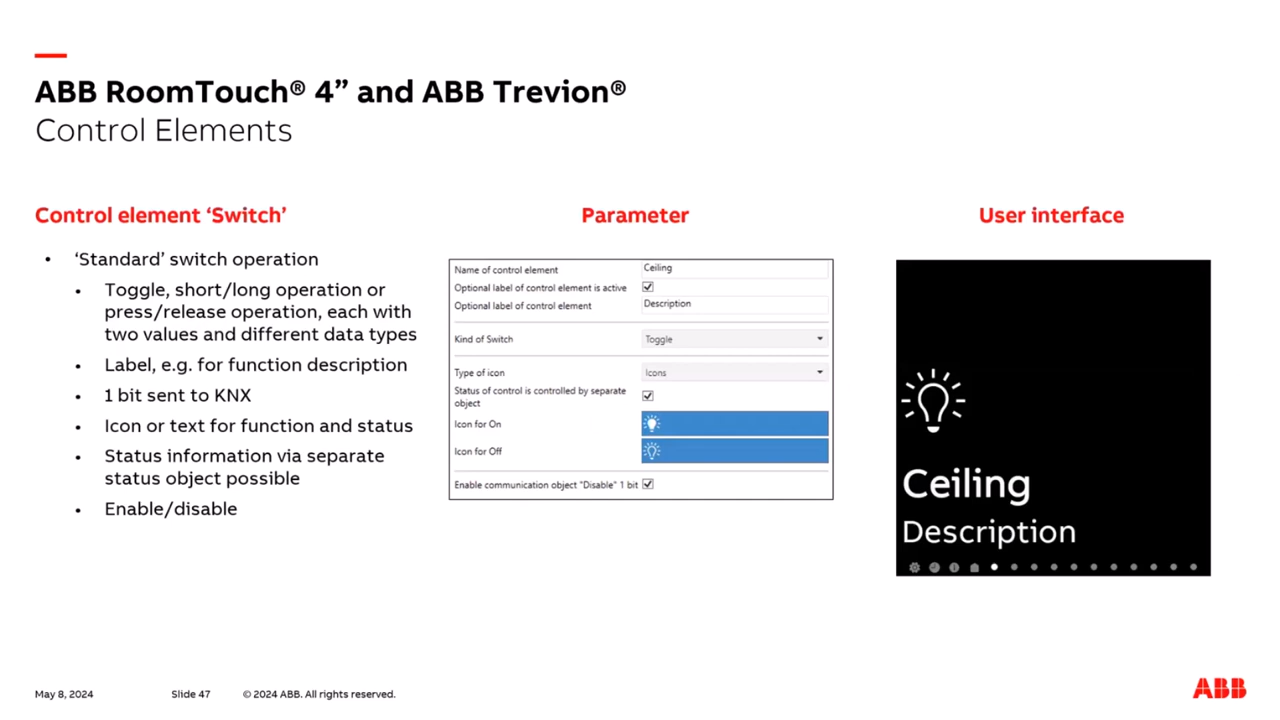 ABB RoomTouch® 4” and ABB Trevion®
Control Elements
Control element ‘Switch’
• ‘Standard’ switch operation
• Toggle, short/long operation or
press/release operation, each with
two values and different data types
• Label, e.g. for function description
• 1 bit sent to KNX
• Icon or text for function and status
• Status information via separate
status object possible
• Enable/disable
Parameter
Name of control element Ceiling
Optional label of control element is active
Optional label of control element Description
Kind of Switch Toggle
Type of icon Icons
Status of control is controlled by separate
object
Icon for On
Icon for Off
Enable communication object "Disable" 1 bit
User interface
Ceiling
Description
May 8, 2024 Slide 47 © 2024 ABB. All rights reserved.
ABB